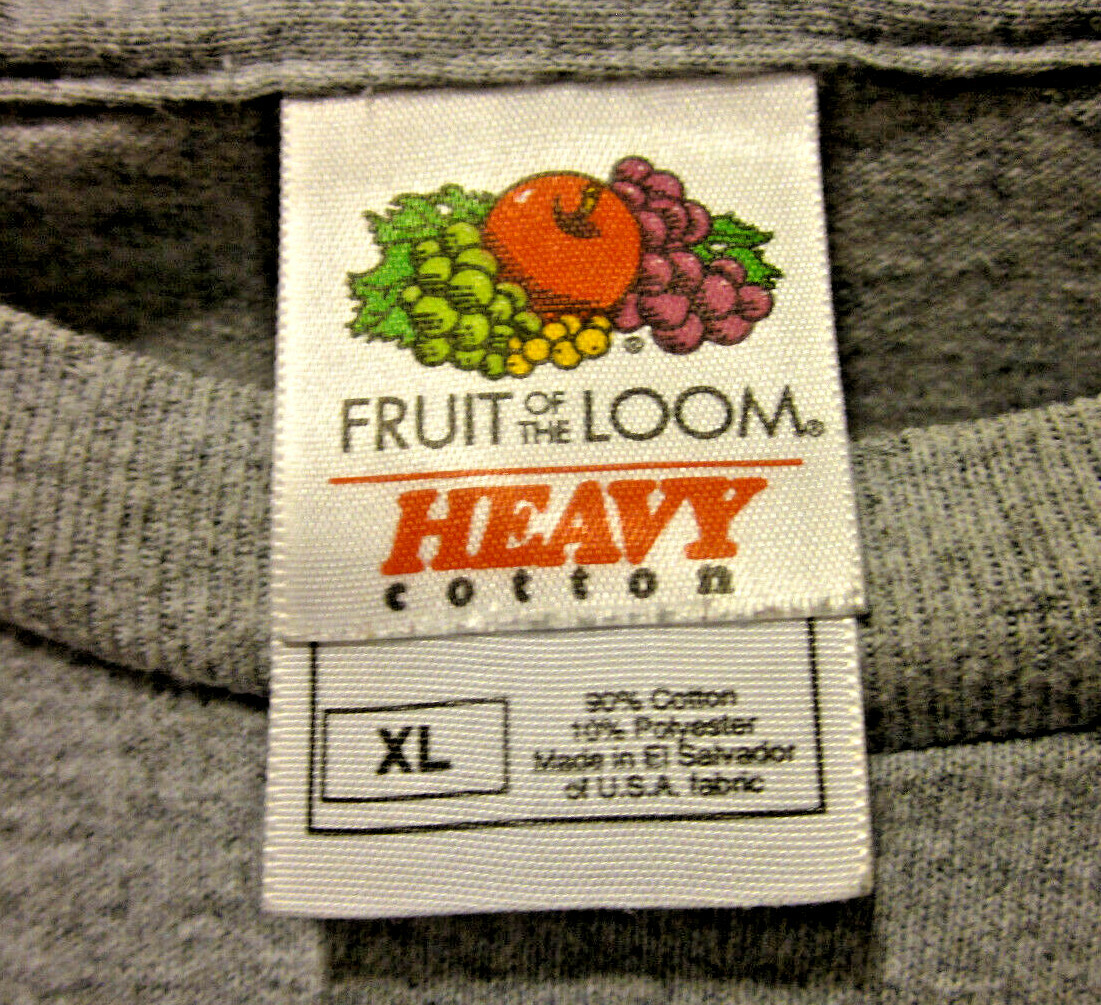 FRUIT OF THE LOOM®
HEAVY
cotton
XL
90% Cotton
10% Polyester
Made in El Salvador
of U.S.A. fabric